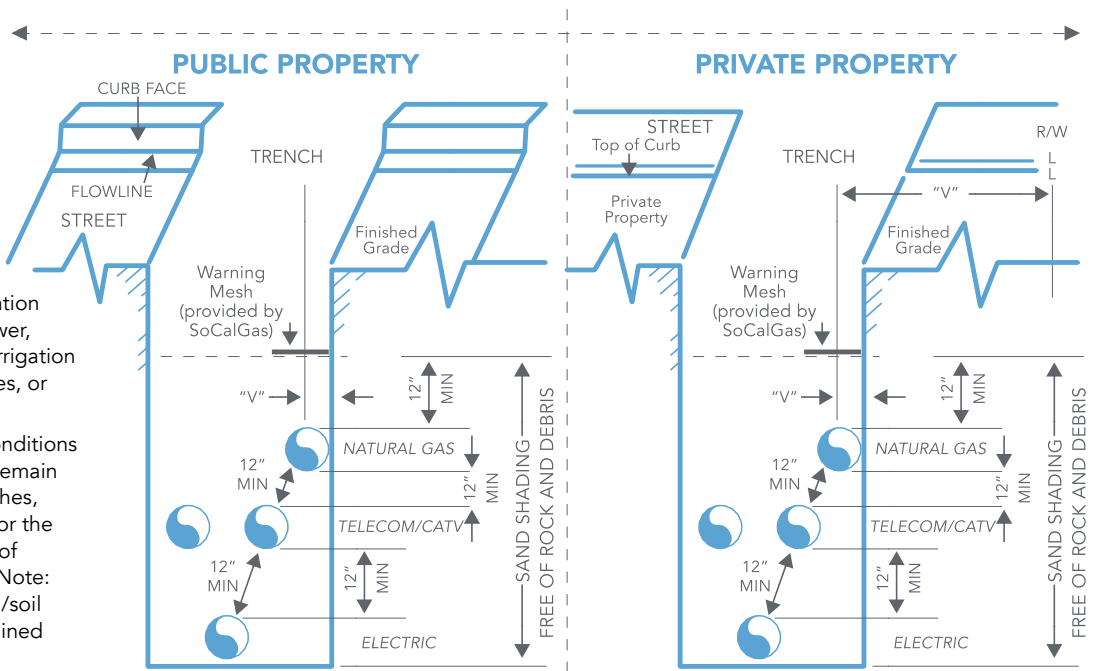 PUBLIC PROPERTY
CURB FACE
TRENCH
FLOWLINE
STREET
Finished
Grade
Warning
Mesh
(provided by
SoCalGas)
12"
MIN
"V"
NATURAL GAS
12"
MIN
12"
MIN
TELECOM/CATV
12"
MIN
12"
MIN
ELECTRIC
SAND SHADING
FREE OF ROCK AND DEBRIS
PRIVATE PROPERTY
STREET
Top of Curb
TRENCH
R/W
L
L
"V"
Private
Property
Finished
Grade
Warning
Mesh
(provided by
SoCalGas)
12"
MIN
"V"
NATURAL GAS
12"
MIN
12"
MIN
TELECOM/CATV
12"
MIN
12"
MIN
ELECTRIC
SAND SHADING
FREE OF ROCK AND DEBRIS
ation
wer,
rrigation
es, or
onditions
emain
hes,
or the
of
Note:
/soil
ined